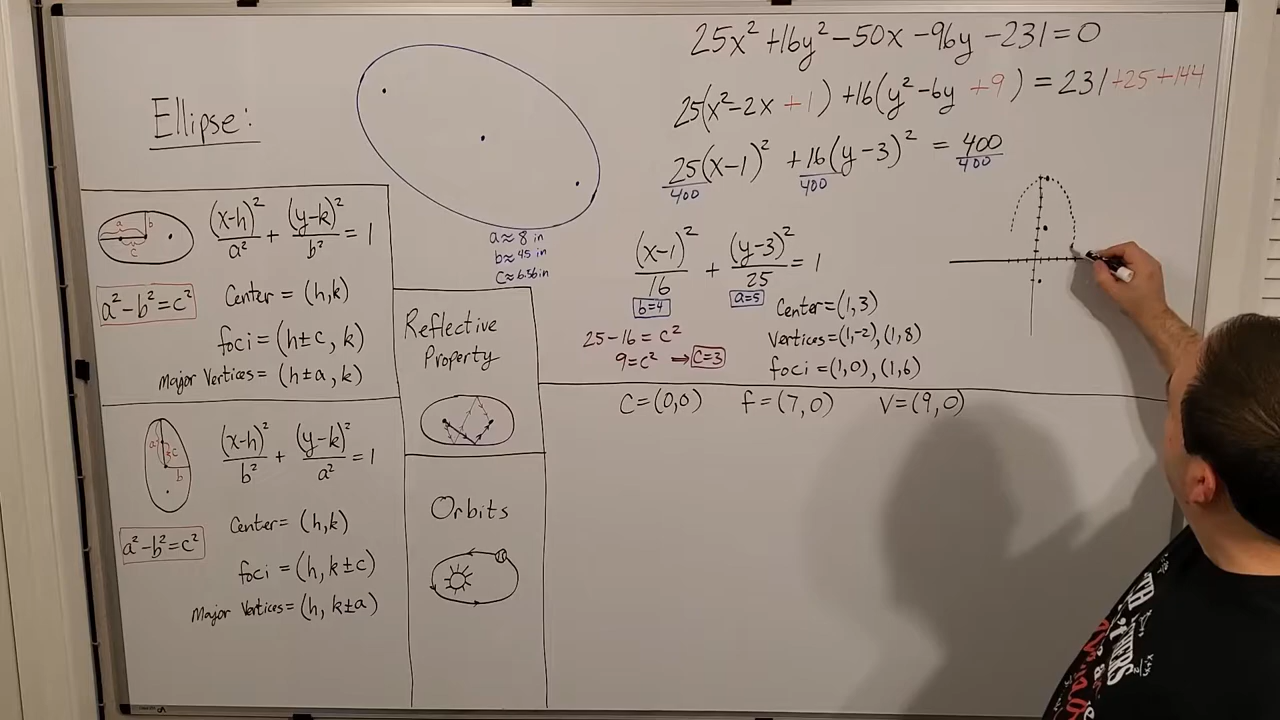 Ellipse:
(x-h)²/a² + (y-k)²/b² = 1
a
b
c
a²-b²=c²
Center = (h,k)
foci = (h±c, k)
Major Vertices = (h±a, k)
(x-h)²/b² + (y-k)²/a² = 1
a
c
b
a²-b²=c²
Center = (h,k)
foci = (h, k±c)
Major Vertices = (h, k±a)
a≈8 in
b≈45 in
c≈6.56 in
Reflective
Property
Orbits
25x² +16y² -50x -96y -231=0
25(x²-2x +1) +16(y²-6y +9) = 231+25+144
25(x-1)²/400 +16(y-3)²/400 = 400/400
(x-1)²/16 + (y-3)²/25 = 1
b=4
a=5
25-16=c²
9=c² ⇒ c=3
Center=(1,3)
Vertices=(1,-2),(1,8)
foci=(1,0),(1,6)
C=(0,0) f=(7,0) V=(9,0)